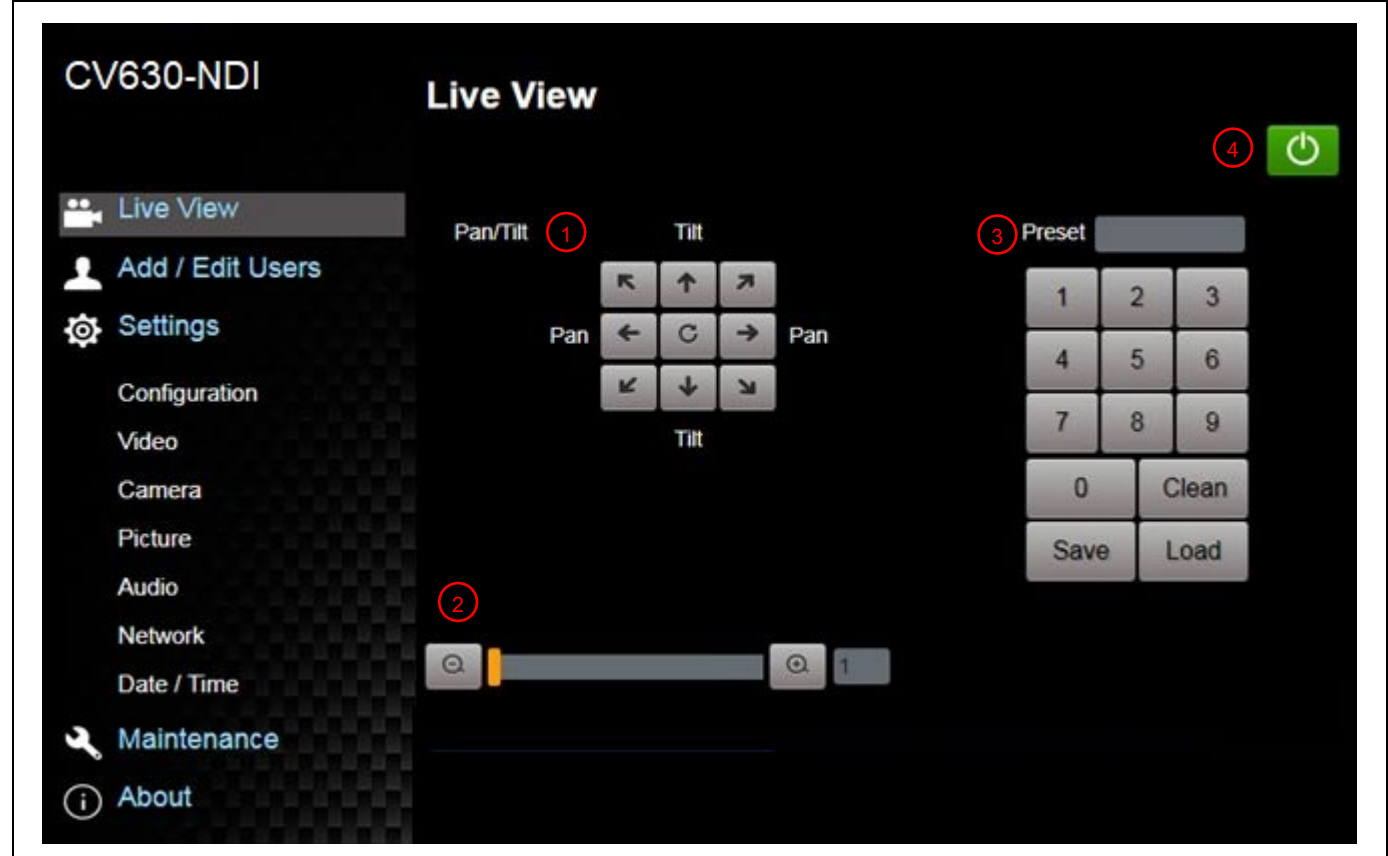 CV630-NDI
Live View
4
Live View
Add / Edit Users
Settings
Configuration
Video
Camera
Picture
Audio
Network
Date / Time
Maintenance
About
Pan/Tilt 1 Tilt
Pan Pan
Tilt
2
1
3 Preset
1 2 3
4 5 6
7 8 9
0 Clean
Save Load